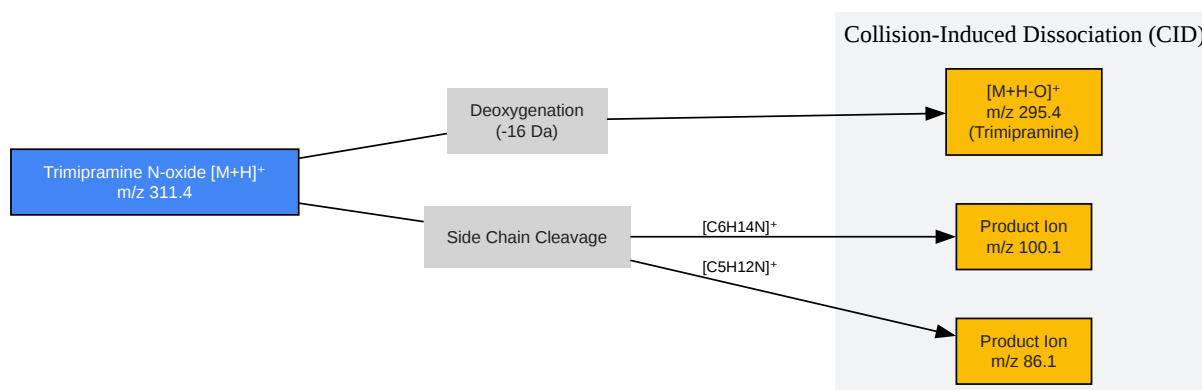 Collision-Induced Dissociation (CID)
[M+H-O]⁺
m/z 295.4
(Trimipramine)
Deoxygenation
(-16 Da)
Trimipramine N-oxide [M+H]⁺
m/z 311.4
Side Chain Cleavage
[C6H14N]⁺
Product Ion
m/z 100.1
[C5H12N]⁺
Product Ion
m/z 86.1